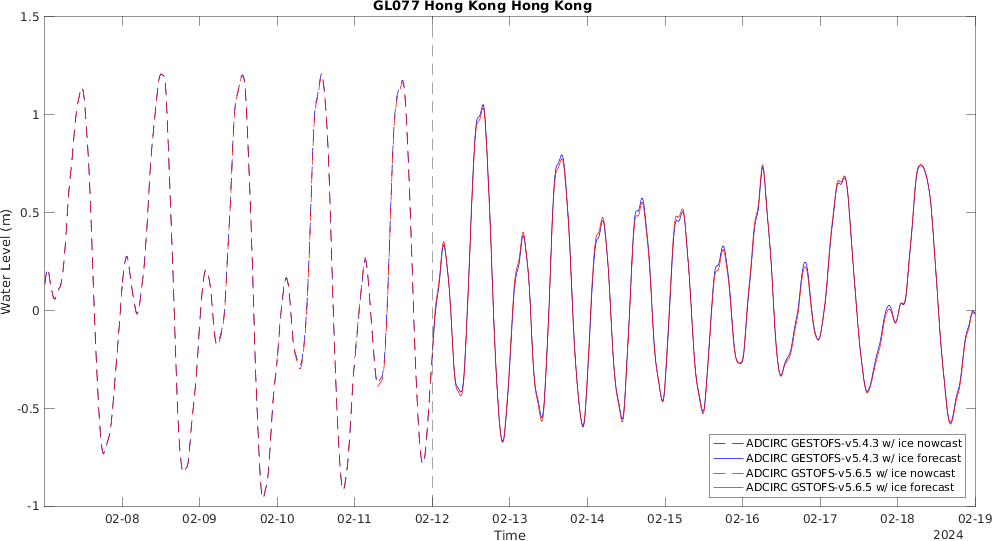 GL077 Hong Kong Hong Kong
1.5
1
0.5
0
-0.5
-1
Water Level (m)
02-08
02-09
02-10
02-11
02-12
02-13
02-14
02-15
02-16
02-17
02-18
02-19
Time
2024
ADCIRC GESTOFS-v5.4.3 w/ ice nowcast
ADCIRC GESTOFS-v5.4.3 w/ ice forecast
ADCIRC GSTOFS-v5.6.5 w/ ice nowcast
ADCIRC GSTOFS-v5.6.5 w/ ice forecast